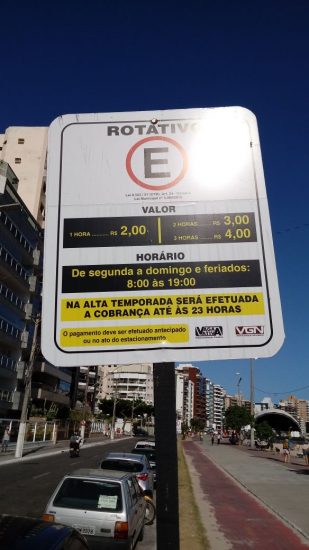 ROTATIVO
E
VALOR
1 HORA ........ R$ 2,00
2 HORAS ........ R$ 3,00
3 HORAS ........ R$ 4,00
HORÁRIO
De segunda a domingo e feriados:
8:00 às 19:00
NA ALTA TEMPORADA SERÁ EFETUADA
A COBRANÇA ATÉ ÀS 23 HORAS
O pagamento deve ser efetuado antecipado
ou no ato do estacionamento.
VGN